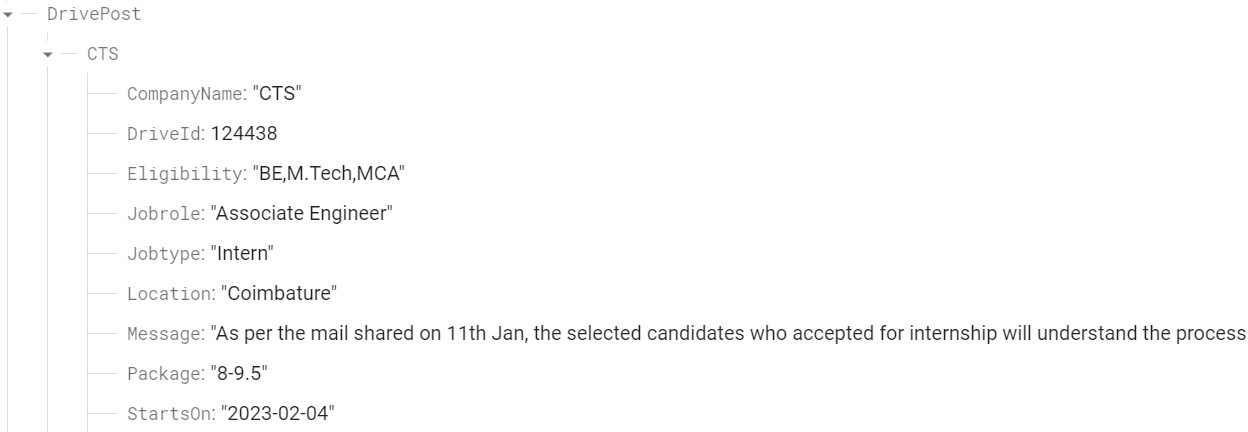 DrivePost
CTS
CompanyName: "CTS"
DriveId: 124438
Eligibility: "BE,M.Tech,MCA"
Jobrole: "Associate Engineer"
Jobtype: "Intern"
Location: "Coimbature"
Message: "As per the mail shared on 11th Jan, the selected candidates who accepted for internship will understand the process
Package: "8-9.5"
StartsOn: "2023-02-04"